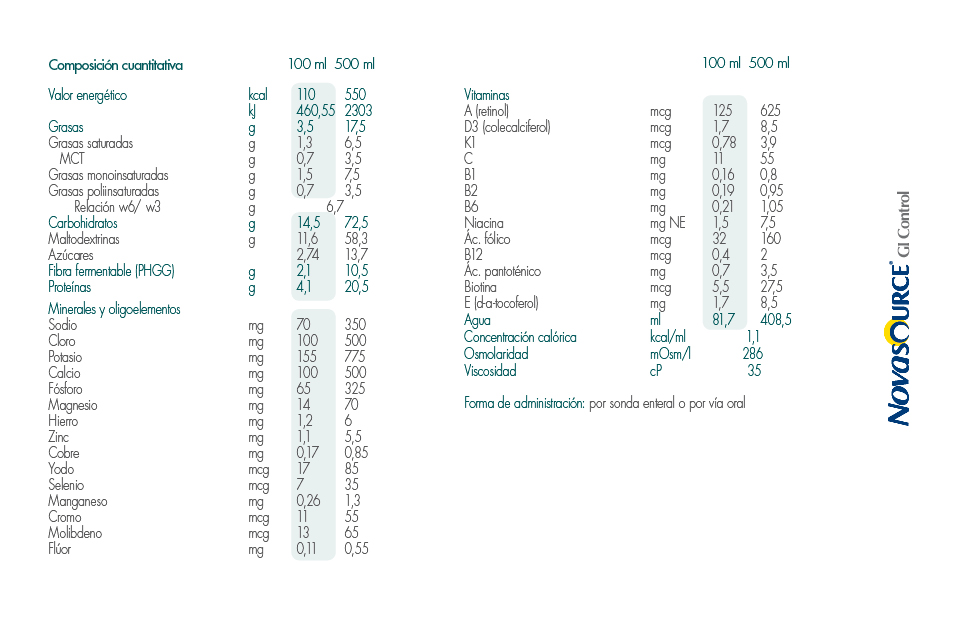 Composición cuantitativa 100 ml 500 ml
Valor energético kcal 110 550
kJ 460,55 2303
Grasas g 3,5 17,5
Grasas saturadas g 1,3 6,5
MCT g 0,7 3,5
Grasas monoinsaturadas g 1,5 7,5
Grasas poliinsaturadas g 0,7 3,5
Relación w6/ w3 g 6,7
Carbohidratos g 14,5 72,5
Maltodextrinas g 11,6 58,3
Azúcares 2,74 13,7
Fibra fermentable (PHGG) g 2,1 10,5
Proteínas g 4,1 20,5
Minerales y oligoelementos
Sodio mg 70 350
Cloro mg 100 500
Potasio mg 155 775
Calcio mg 100 500
Fósforo mg 65 325
Magnesio mg 14 70
Hierro mg 1,2 6
Zinc mg 1,1 5,5
Cobre mg 0,17 0,85
Yodo mcg 17 85
Selenio mcg 7 35
Manganeso mg 0,26 1,3
Cromo mcg 11 55
Molibdeno mcg 13 65
Flúor mg 0,11 0,55
100 ml 500 ml
Vitaminas
A (retinol) mcg 125 625
D3 (colecalciferol) mcg 1,7 8,5
K1 mcg 0,78 3,9
C mg 11 55
B1 mg 0,16 0,8
B2 mg 0,19 0,95
B6 mg 0,21 1,05
Niacina mg NE 1,5 7,5
Ác. fólico mcg 32 160
B12 mcg 0,4 2
Ác. pantoténico mg 0,7 3,5
Biotina mcg 5,5 27,5
E (d-a-tocoferol) mg 1,7 8,5
Agua ml 81,7 408,5
Concentración calórica kcal/ml 1,1
Osmolaridad mOsm/l 286
Viscosidad cP 35
Forma de administración: por sonda enteral o por vía oral
NOVASOURCE® GI Control